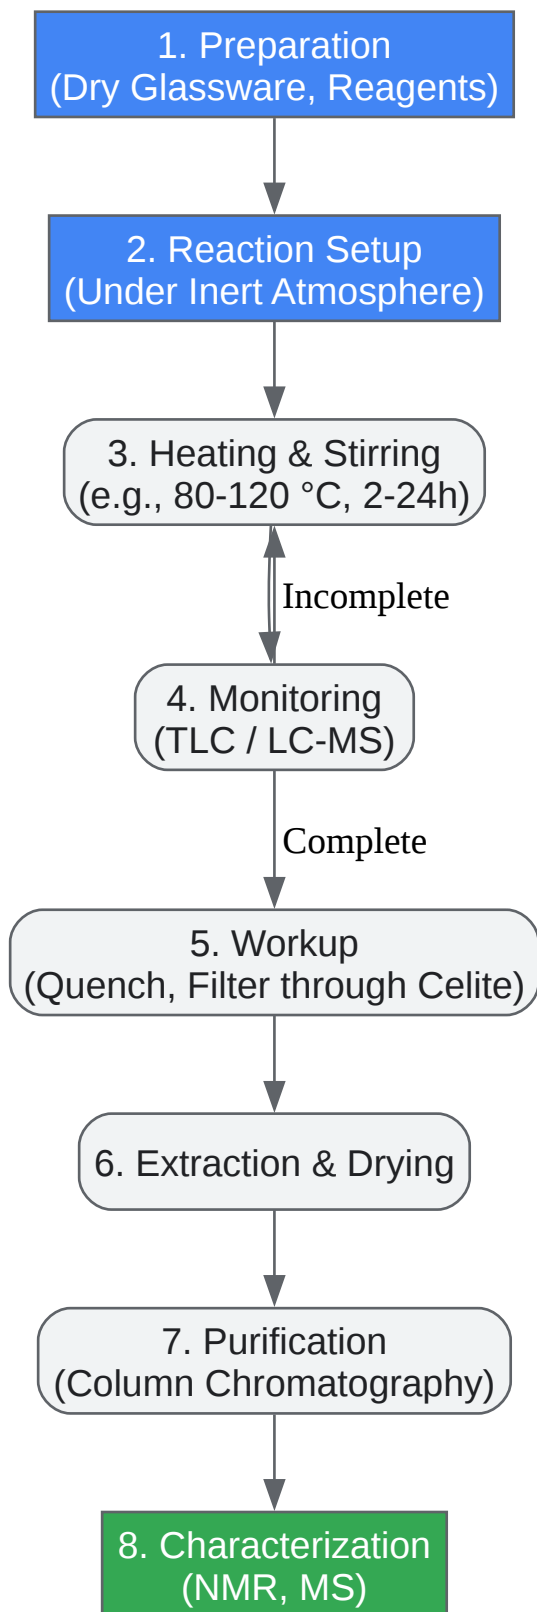 1. Preparation
(Dry Glassware, Reagents)
2. Reaction Setup
(Under Inert Atmosphere)
3. Heating & Stirring
(e.g., 80-120 °C, 2-24h)
Incomplete
4. Monitoring
(TLC / LC-MS)
Complete
5. Workup
(Quench, Filter through Celite)
6. Extraction & Drying
7. Purification
(Column Chromatography)
8. Characterization
(NMR, MS)